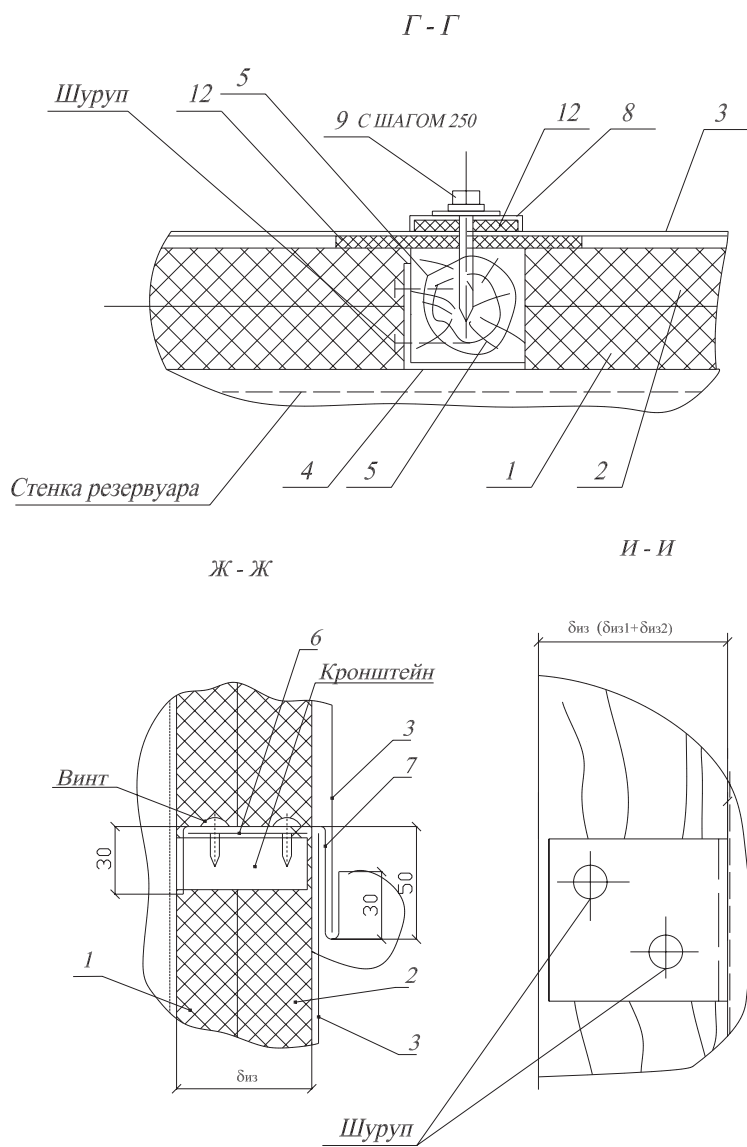 Г - Г
5
Шуруп
12
9 С ШАГОМ 250
12
8
3
Стенка резервуара
4
5
1
2
Ж - Ж
И - И
6
Кронштейн
3
7
Винт
30
50
30
1
2
3
δиз
δиз (δиз1+δиз2)
Шуруп